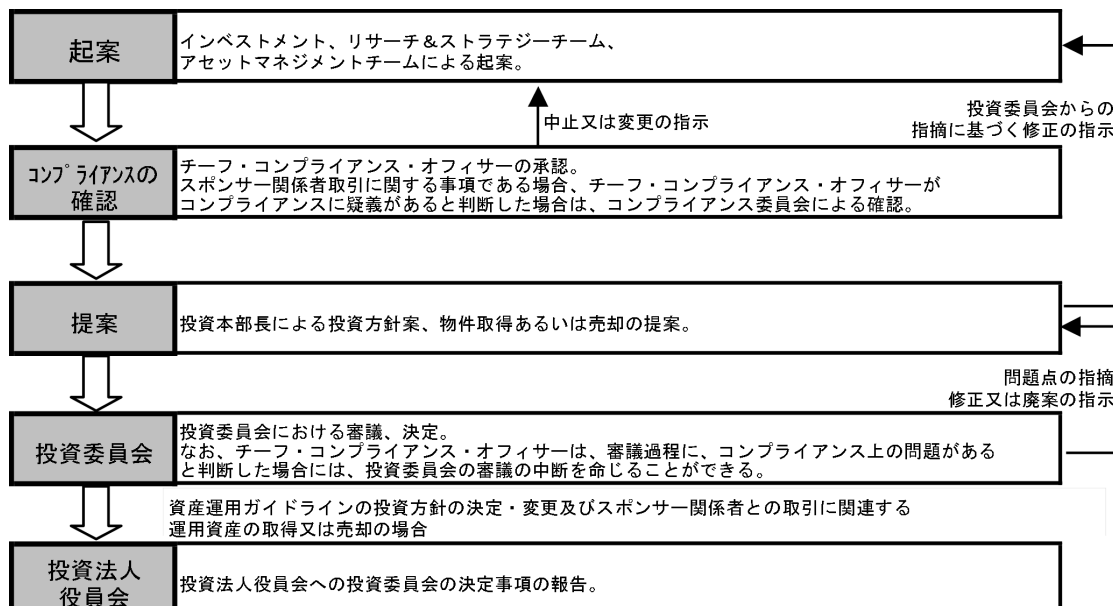 起案
インベストメント、リサーチ＆ストラテジーチーム、
アセットマネジメントチームによる起案。
中止又は変更の指示
投資委員会からの
指摘に基づく修正の指示
ｺﾝﾌﾟﾗｲｱﾝｽの
確認
チーフ・コンプライアンス・オフィサーの承認。
スポンサー関係者取引に関する事項である場合、チーフ・コンプライアンス・オフィサーが
コンプライアンスに疑義があると判断した場合は、コンプライアンス委員会による確認。
提案
投資本部長による投資方針案、物件取得あるいは売却の提案。
問題点の指摘
修正又は廃案の指示
投資委員会
投資委員会における審議、決定。
なお、チーフ・コンプライアンス・オフィサーは、審議過程に、コンプライアンス上の問題がある
と判断した場合には、投資委員会の審議の中断を命じることができる。
資産運用ガイドラインの投資方針の決定・変更及びスポンサー関係者との取引に関連する
運用資産の取得又は売却の場合
投資法人
役員会
投資法人役員会への投資委員会の決定事項の報告。